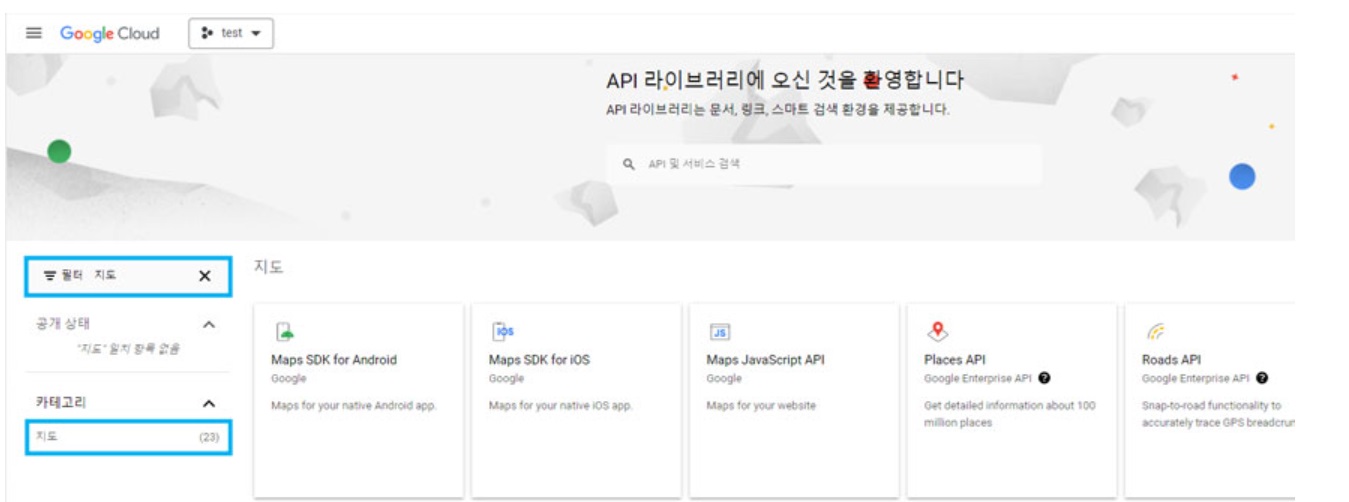 Google Cloud
test
API 라이브러리에 오신 것을 환영합니다
API 라이브러리는 문서, 링크, 스마트 검색 환경을 제공합니다.
API 및 서비스 검색
필터 지도
공개 상태
"지도" 일치 항목 없음
카테고리
지도 (23)
지도
Maps SDK for Android
Google
Maps for your native Android app.
iOS
Maps SDK for iOS
Google
Maps for your native iOS app.
JS
Maps JavaScript API
Google
Maps for your website
Places API
Google Enterprise API
Get detailed information about 100
million places
Roads API
Google Enterprise API
Snap-to-road functionality to
accurately trace GPS breadcrun